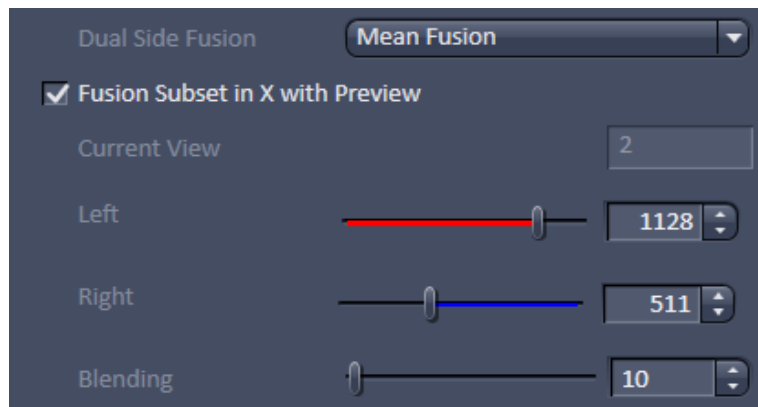 Dual Side Fusion Mean Fusion
Fusion Subset in X with Preview
Current View 2
Left 1128
Right 511
Blending 10